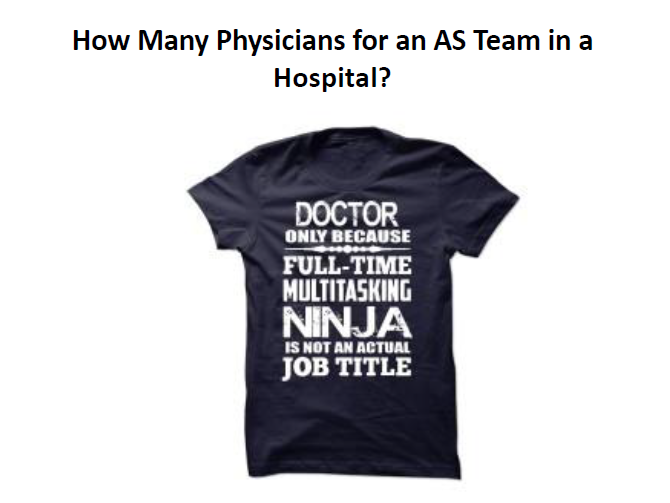 How Many Physicians for an AS Team in a
Hospital?
DOCTOR
ONLY BECAUSE
FULL-TIME
MULTITASKING
NINJA
IS NOT AN ACTUAL
JOB TITLE